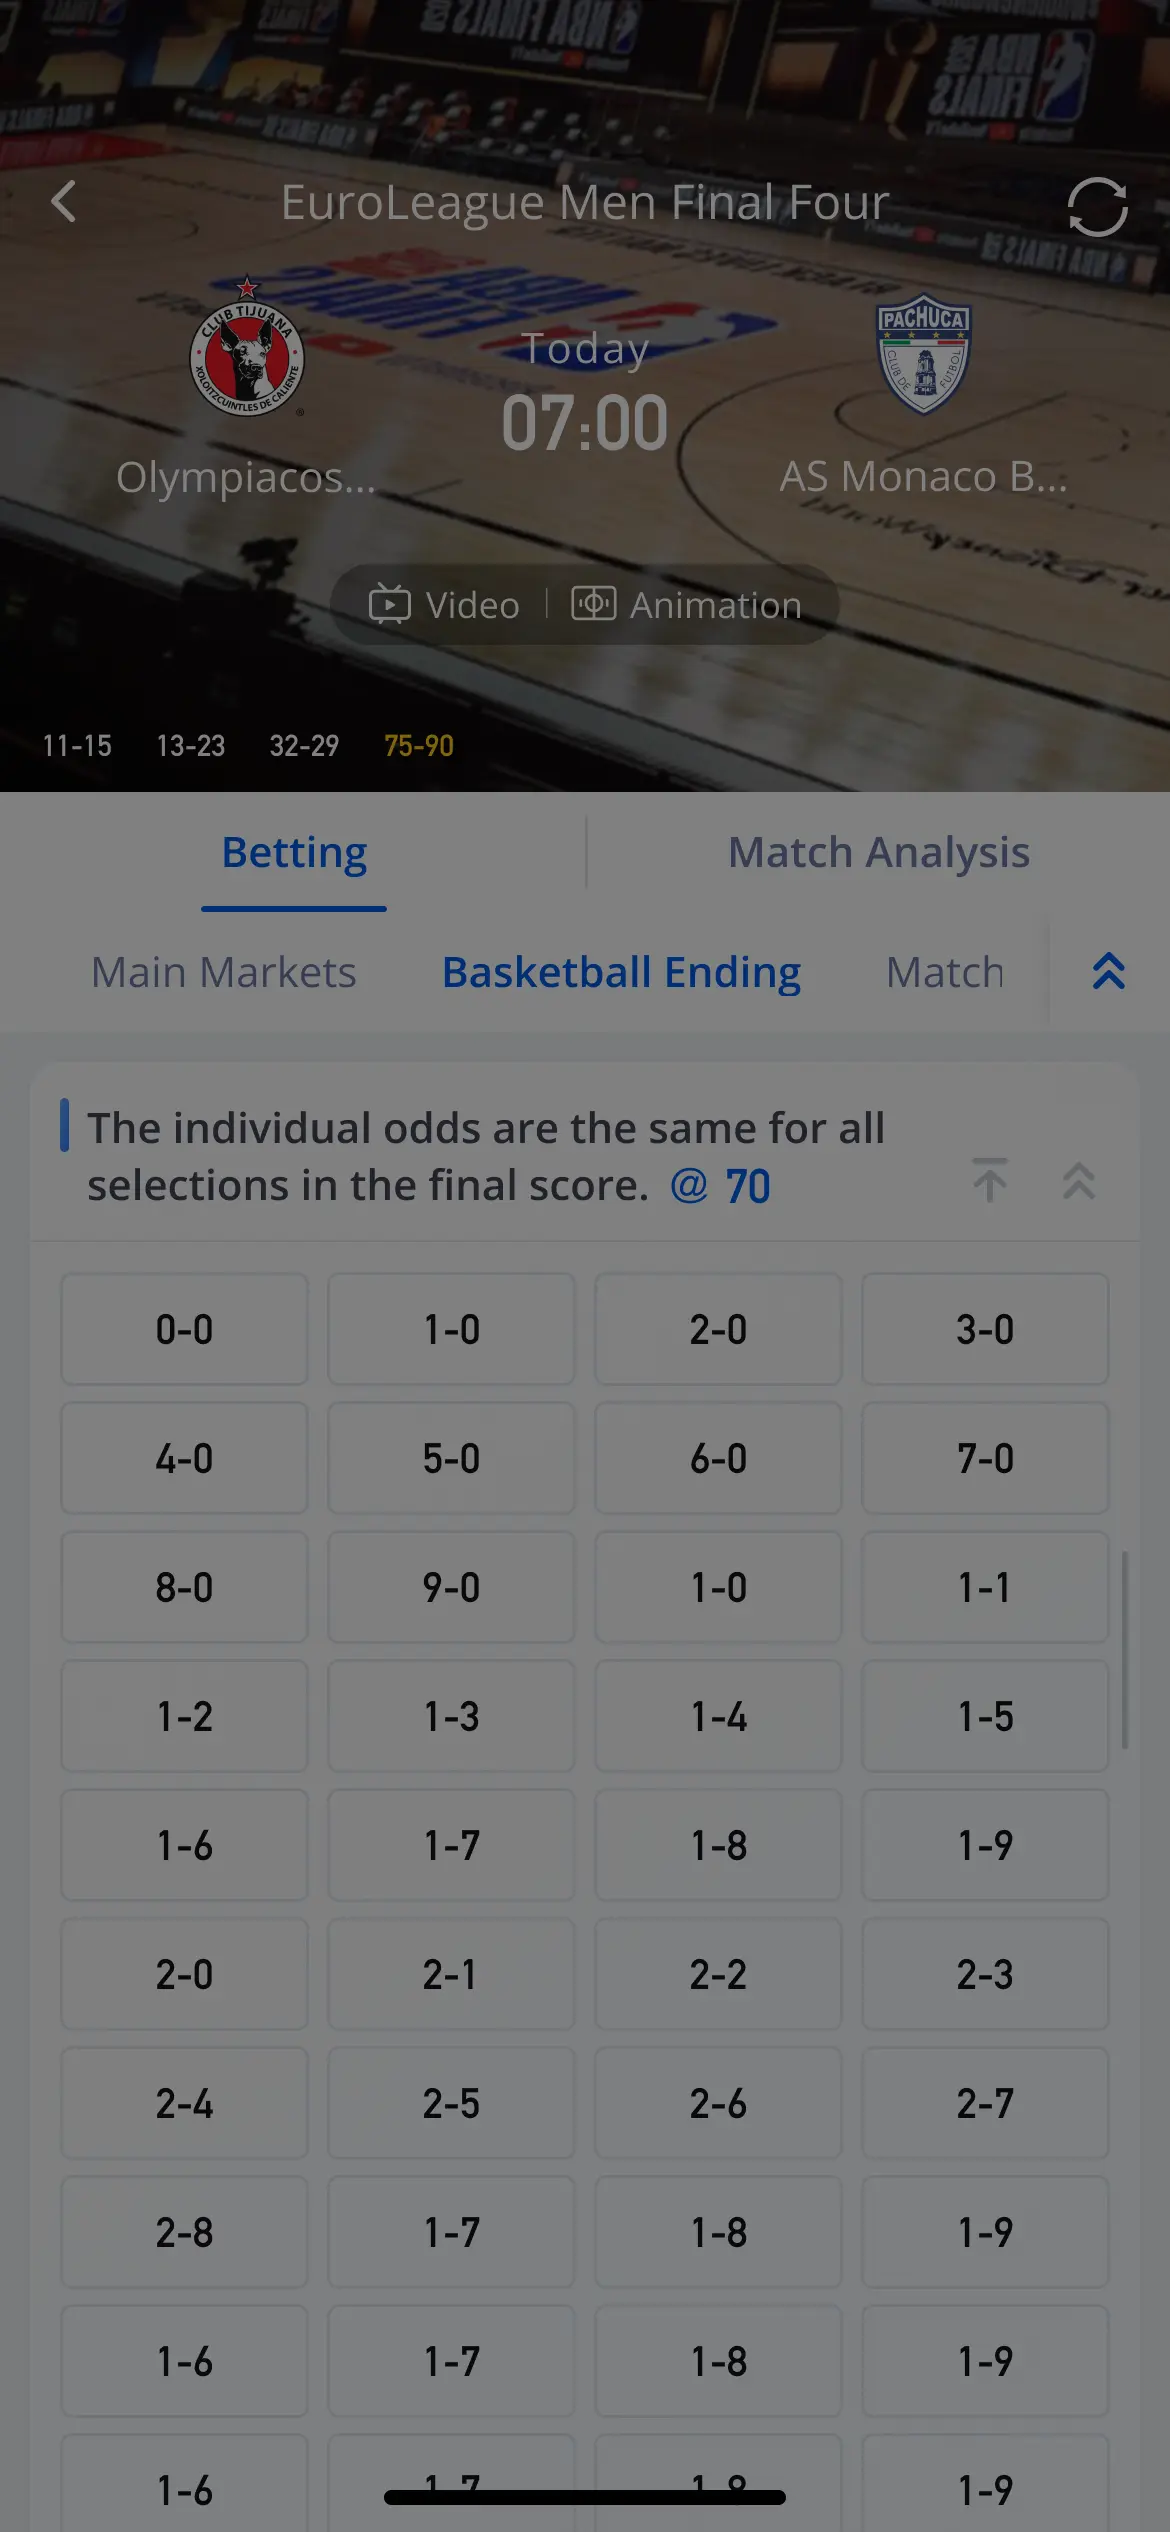 NBA FINALS
NBA FINALS
EuroLeague Men Final Four
CLUB TIJUANA
XOLOITZCUINTLES DE CALIENTE
PACHUCA
CLUB DE FUTBOL
Today
07:00
Olympiacos...
AS Monaco B...
Video
Animation
11-15 13-23 32-29 75-90
Betting Match Analysis
Main Markets Basketball Ending Match
The individual odds are the same for all
selections in the final score. @ 70
0-0 1-0 2-0 3-0
4-0 5-0 6-0 7-0
8-0 9-0 1-0 1-1
1-2 1-3 1-4 1-5
1-6 1-7 1-8 1-9
2-0 2-1 2-2 2-3
2-4 2-5 2-6 2-7
2-8 1-7 1-8 1-9
1-6 1-7 1-8 1-9
1-6 1-7 1-9